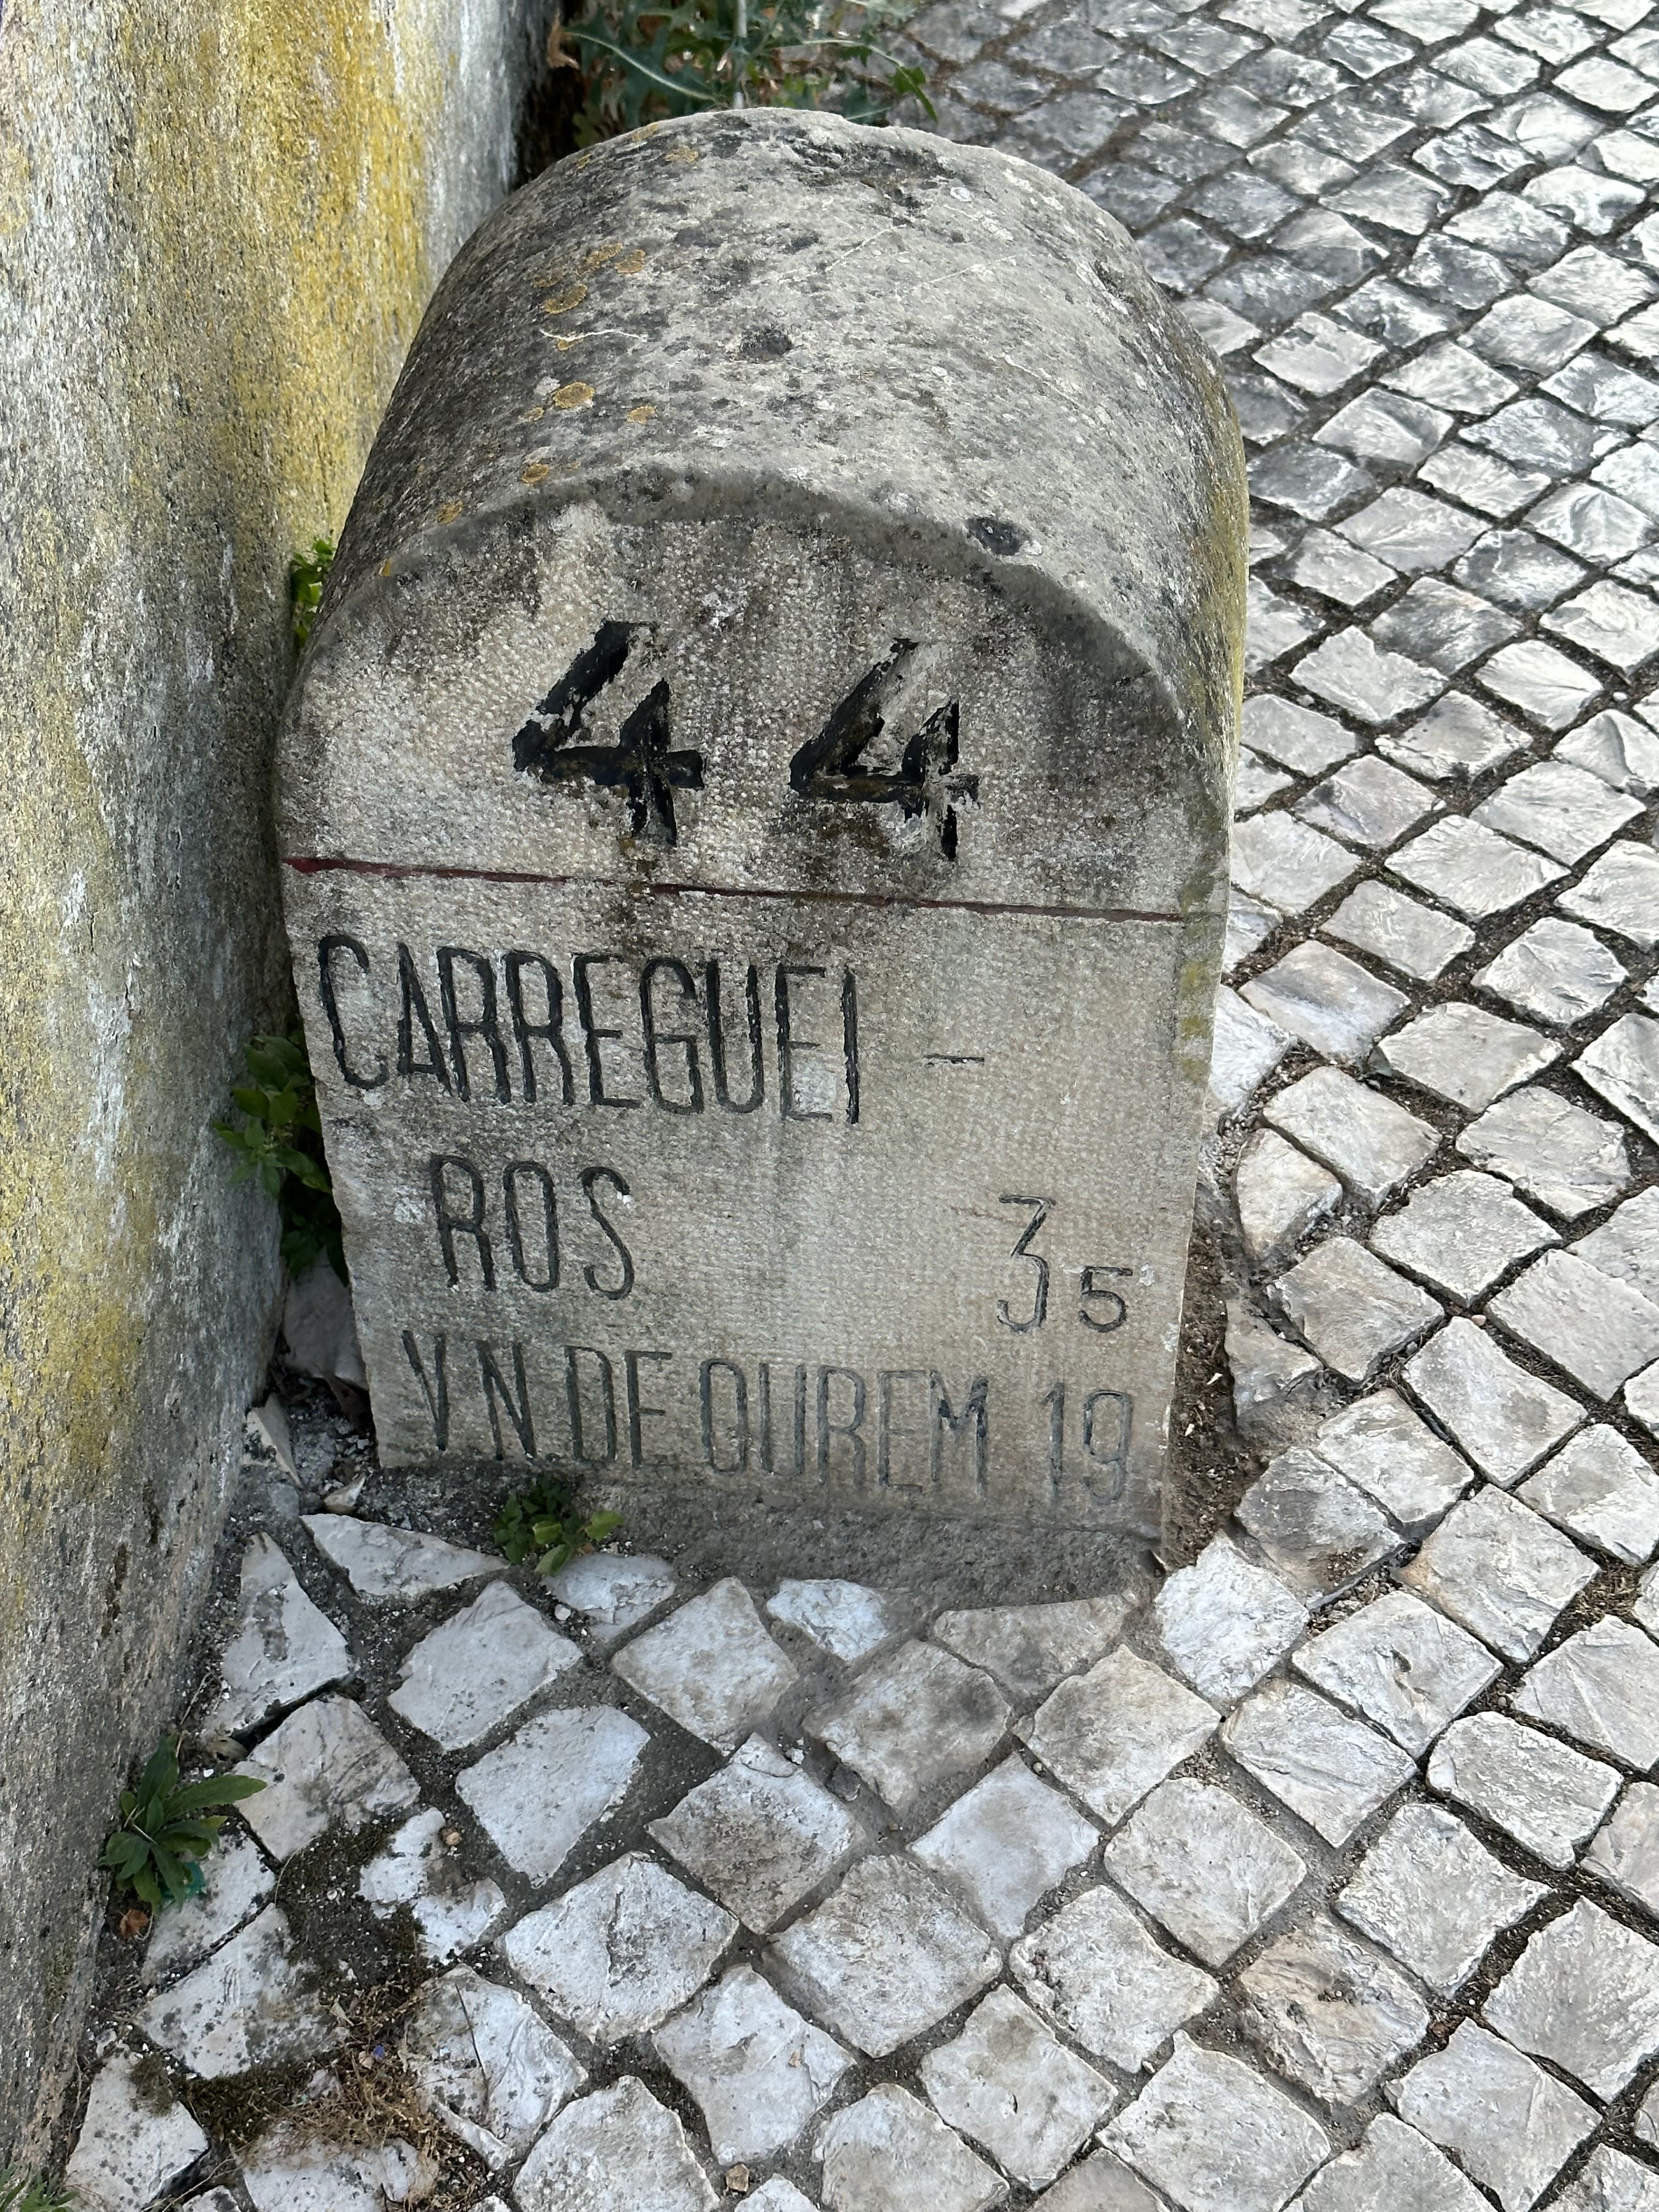 44
CARREGUEI -
ROS 35
V.N.DE OUREM 19